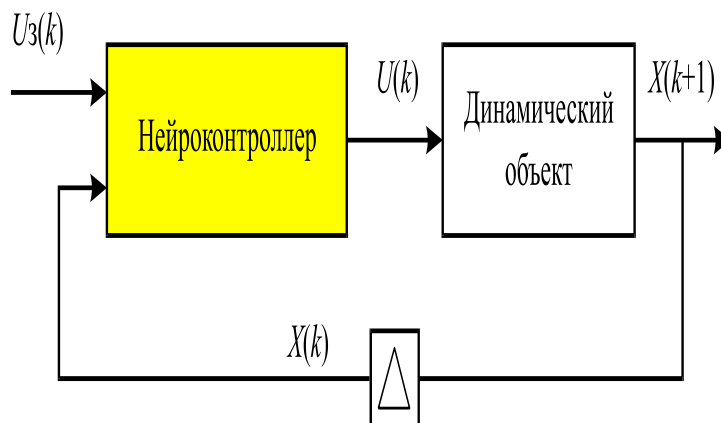 Uз(k)
Нейроконтроллер
U(k)
Динамический
объект
X(k+1)
X(k)
Δ